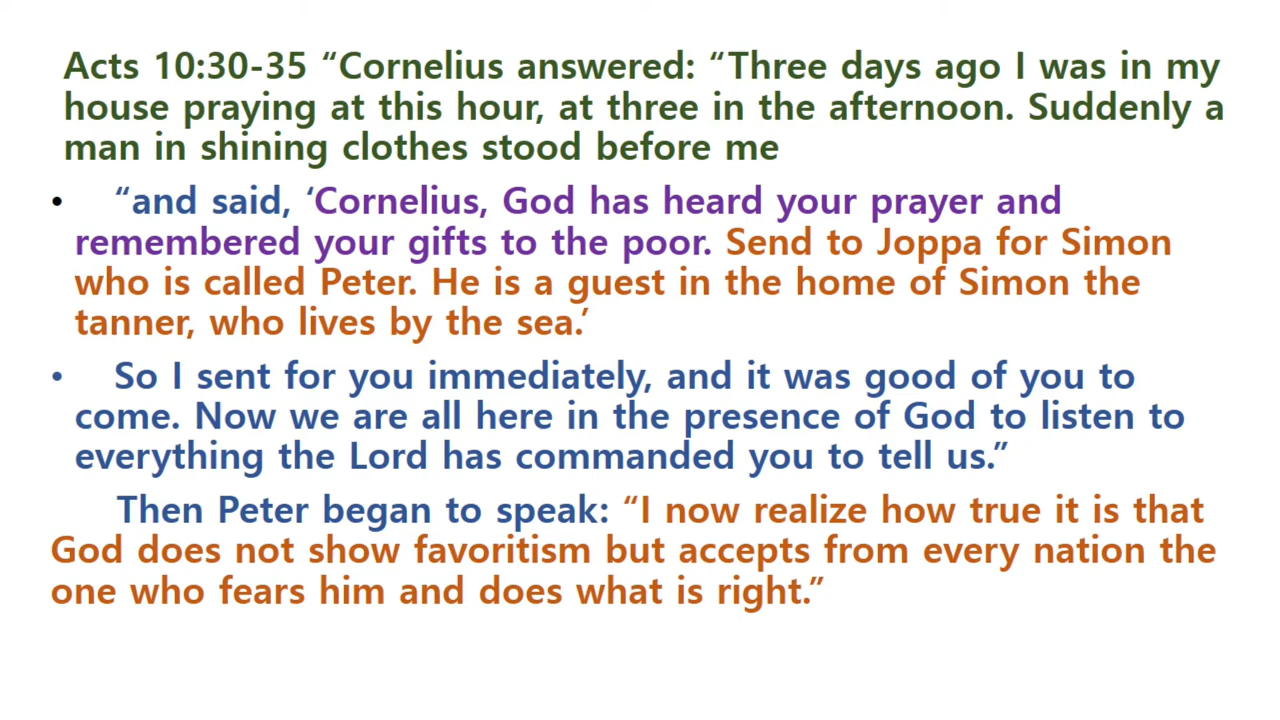 Acts 10:30-35 “Cornelius answered: “Three days ago I was in my
house praying at this hour, at three in the afternoon. Suddenly a
man in shining clothes stood before me
• “and said, ‘Cornelius, God has heard your prayer and
remembered your gifts to the poor. Send to Joppa for Simon
who is called Peter. He is a guest in the home of Simon the
tanner, who lives by the sea.’
• So I sent for you immediately, and it was good of you to
come. Now we are all here in the presence of God to listen to
everything the Lord has commanded you to tell us.”
Then Peter began to speak: “I now realize how true it is that
God does not show favoritism but accepts from every nation the
one who fears him and does what is right.”